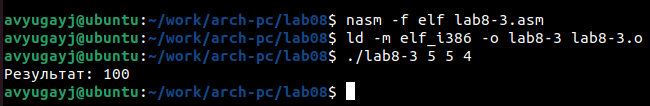 avyugayj@ubuntu:~/work/arch-pc/lab08$ nasm -f elf lab8-3.asm
avyugayj@ubuntu:~/work/arch-pc/lab08$ ld -m elf_i386 -o lab8-3 lab8-3.o
avyugayj@ubuntu:~/work/arch-pc/lab08$ ./lab8-3 5 5 4
Результат: 100
avyugayj@ubuntu:~/work/arch-pc/lab08$